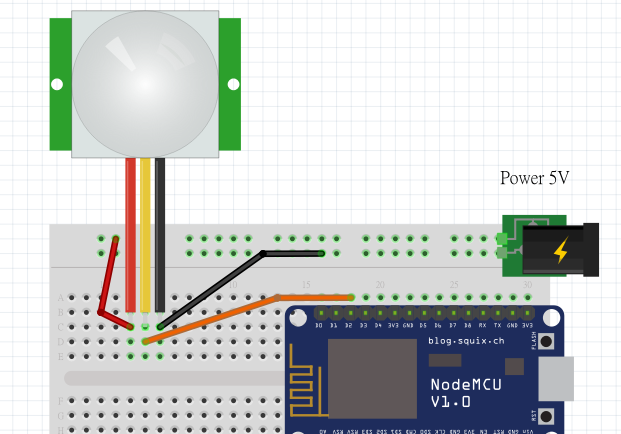 Power 5V
10 15 20 25 30
A
B
C
D
E
F
G
H
D0 D1 D2 D3 D4 3V3 GND D5 D6 D7 D8 RX TX GND 3V3
blog.squix.ch
FLASH
NodeMCU
V1.0
RST